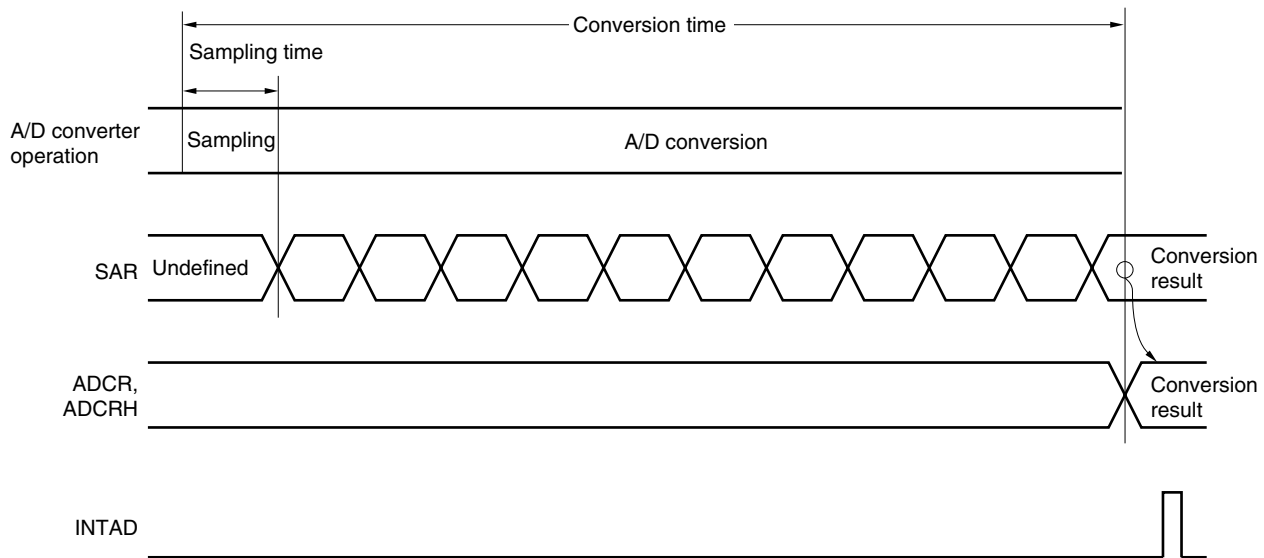 Conversion time
Sampling time
A/D converter
operation
Sampling
A/D conversion
SAR
Undefined
Conversion
result
ADCR,
ADCRH
Conversion
result
INTAD